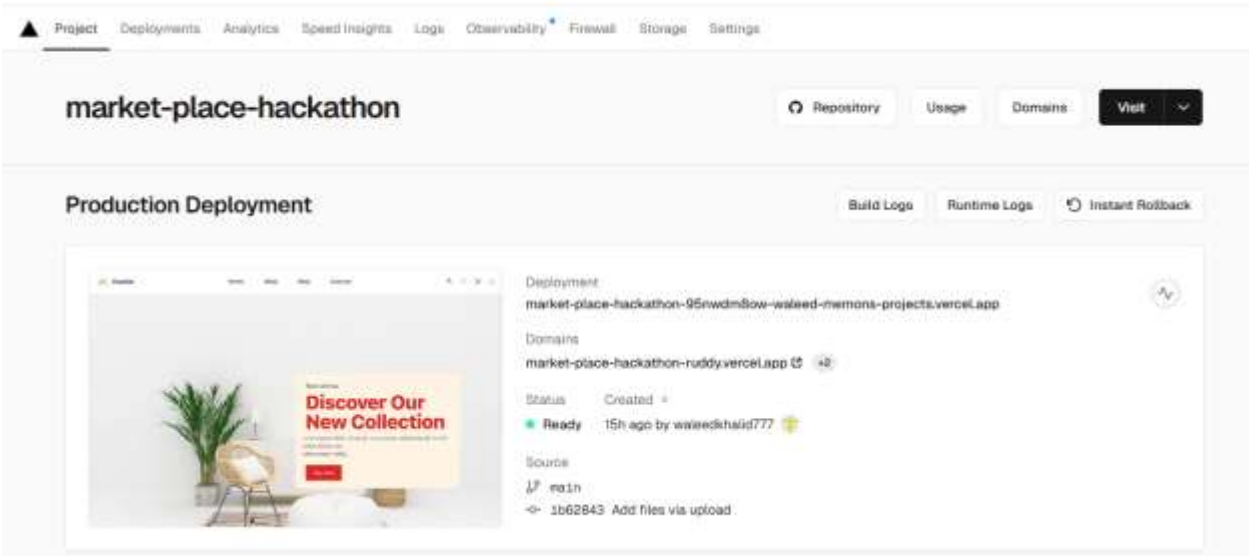 Project Deployments Analytics Speed Insights Logs Observability Firewall Storage Settings
market-place-hackathon
Repository Usage Domains Visit
Production Deployment
Build Logs Runtime Logs Instant Rollback
Deployment
market-place-hackathon-95nwdm8ow-waleed-memons-projects.vercel.app
Domains
market-place-hackathon-ruddy.vercel.app +2
Status Created
Ready 15h ago by waleedkhalid777
Source
main
1b62843 Add files via upload
Discover Our
New Collection